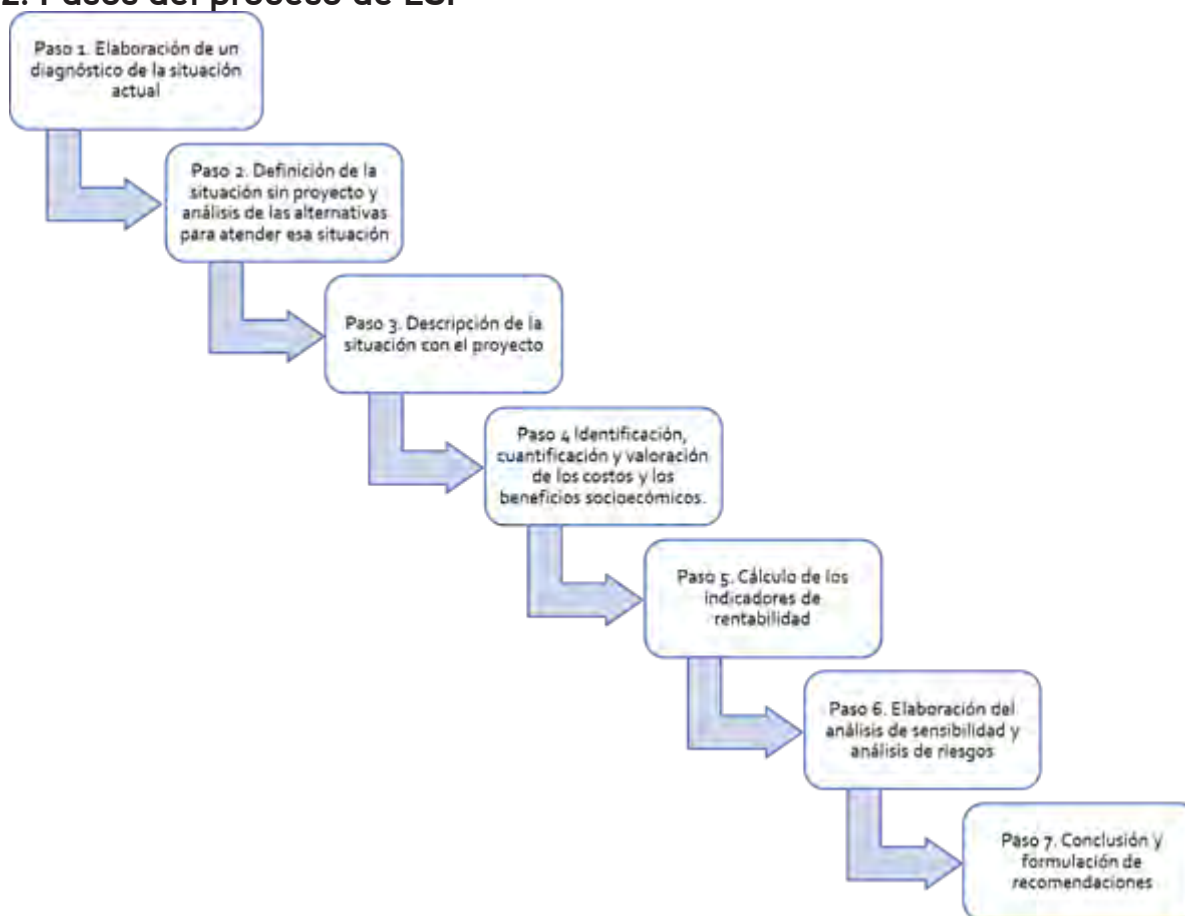 2. Pasos del proceso de
Paso 1. Elaboración de un
diagnóstico de la situación
actual
Paso 2. Definición de la
situación sin proyecto y
análisis de las alternativas
para atender esa situación
Paso 3. Descripción de la
situación con el proyecto
Paso 4 Identificación,
cuantificación y valoración
de los costos y los
beneficios socioecómicos.
Paso 5. Cálculo de los
indicadores de
rentabilidad
Paso 6. Elaboración del
análisis de sensibilidad y
análisis de riesgos
Paso 7. Conclusión y
formulación de
recomendaciones